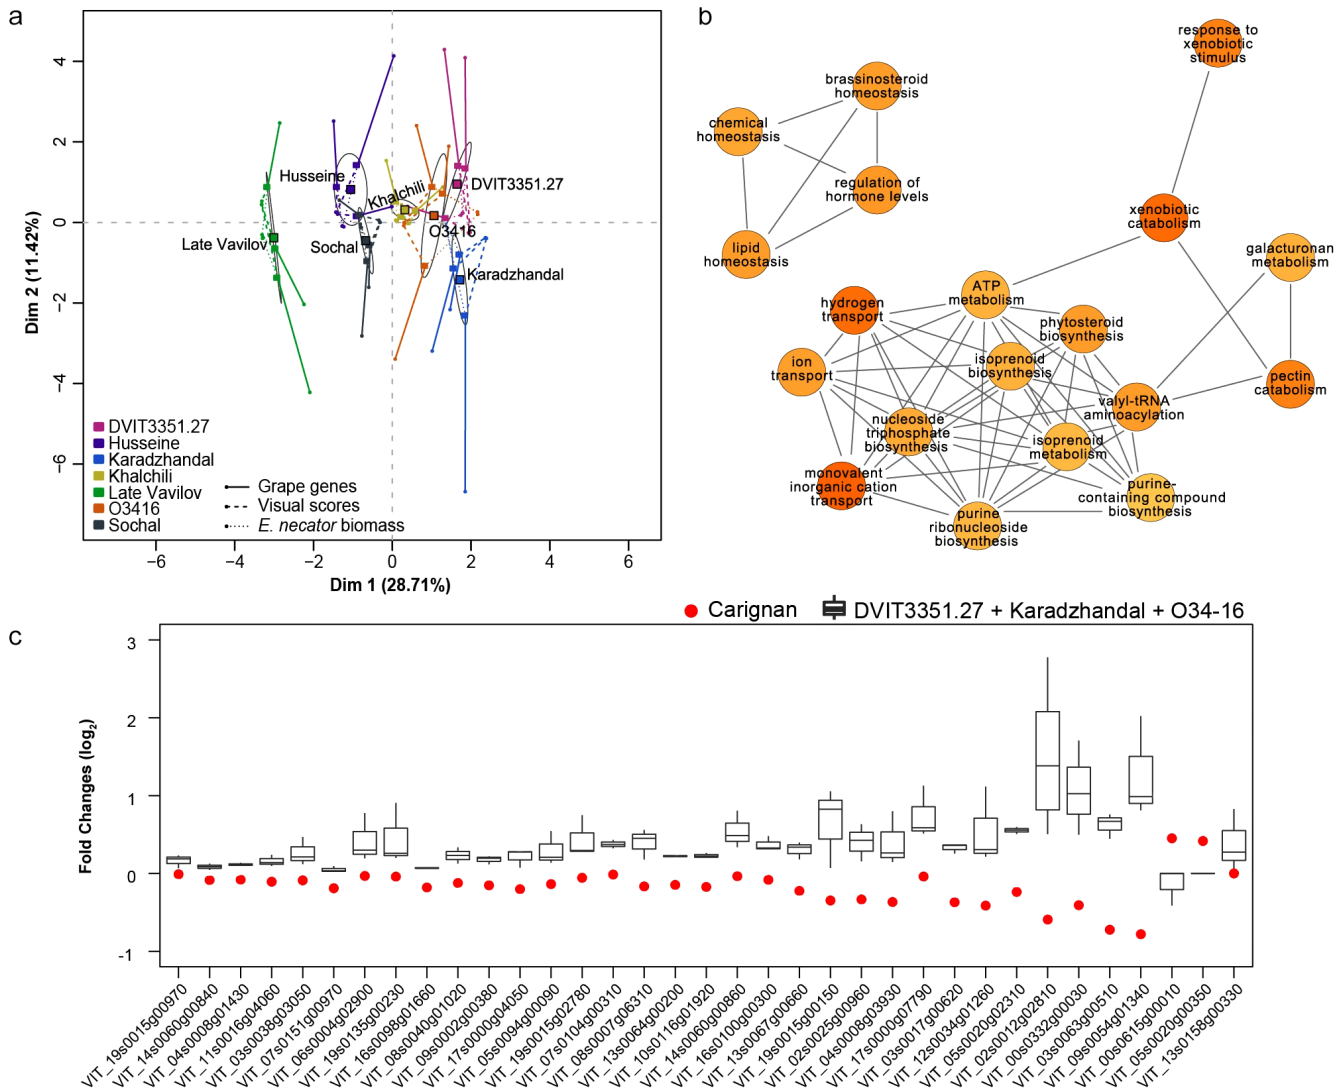 a
Dim 2 (11.42%)
4
2
0
−2
−4
−6
−6
−4
−2
0
2
4
6
Dim 1 (28.71%)
Husseine
Khalchili
DVIT3351.27
Late Vavilov
Sochal
O3416
Karadzhandal
DVIT3351.27
Husseine
Karadzhandal
Khalchili
Late Vavilov
O3416
Sochal
Grape genes
Visual scores
E. necator biomass
b
response to
xenobiotic
stimulus
brassinosteroid
homeostasis
chemical
homeostasis
regulation of
hormone levels
lipid
homeostasis
xenobiotic
catabolism
galacturonan
metabolism
ATP
metabolism
hydrogen
transport
phytosteroid
biosynthesis
isoprenoid
biosynthesis
ion
transport
pectin
catabolism
valyl-tRNA
aminoacylation
nucleoside
triphosphate
biosynthesis
isoprenoid
metabolism
monovalent
inorganic cation
transport
purine-
containing compound
biosynthesis
purine
ribonucleoside
biosynthesis
c
Carignan
DVIT3351.27 + Karadzhandal + O34-16
Fold Changes (log2)
3
2
1
0
-1
VIT_19s0015g00970
VIT_14s0060g00840
VIT_04s0008g01430
VIT_11s0016g04060
VIT_03s0038g03050
VIT_07s0151g00970
VIT_06s0004g02900
VIT_19s0135g00230
VIT_16s0098g01660
VIT_08s0040g01020
VIT_09s0002g00380
VIT_17s0000g04050
VIT_05s0094g00090
VIT_19s0015g02780
VIT_07s0104g00310
VIT_08s0007g06310
VIT_13s0064g00200
VIT_10s0116g01920
VIT_14s0060g00860
VIT_16s0100g00300
VIT_13s0067g00660
VIT_19s0015g00150
VIT_02s0025g00960
VIT_04s0008g03930
VIT_17s0000g07790
VIT_03s0017g00620
VIT_12s0034g01260
VIT_05s0020g02310
VIT_02s0012g02810
VIT_00s0332g00030
VIT_03s0063g00510
VIT_09s0054g01340
VIT_00s0615g00010
VIT_05s0020g00350
VIT_13s0158g00330